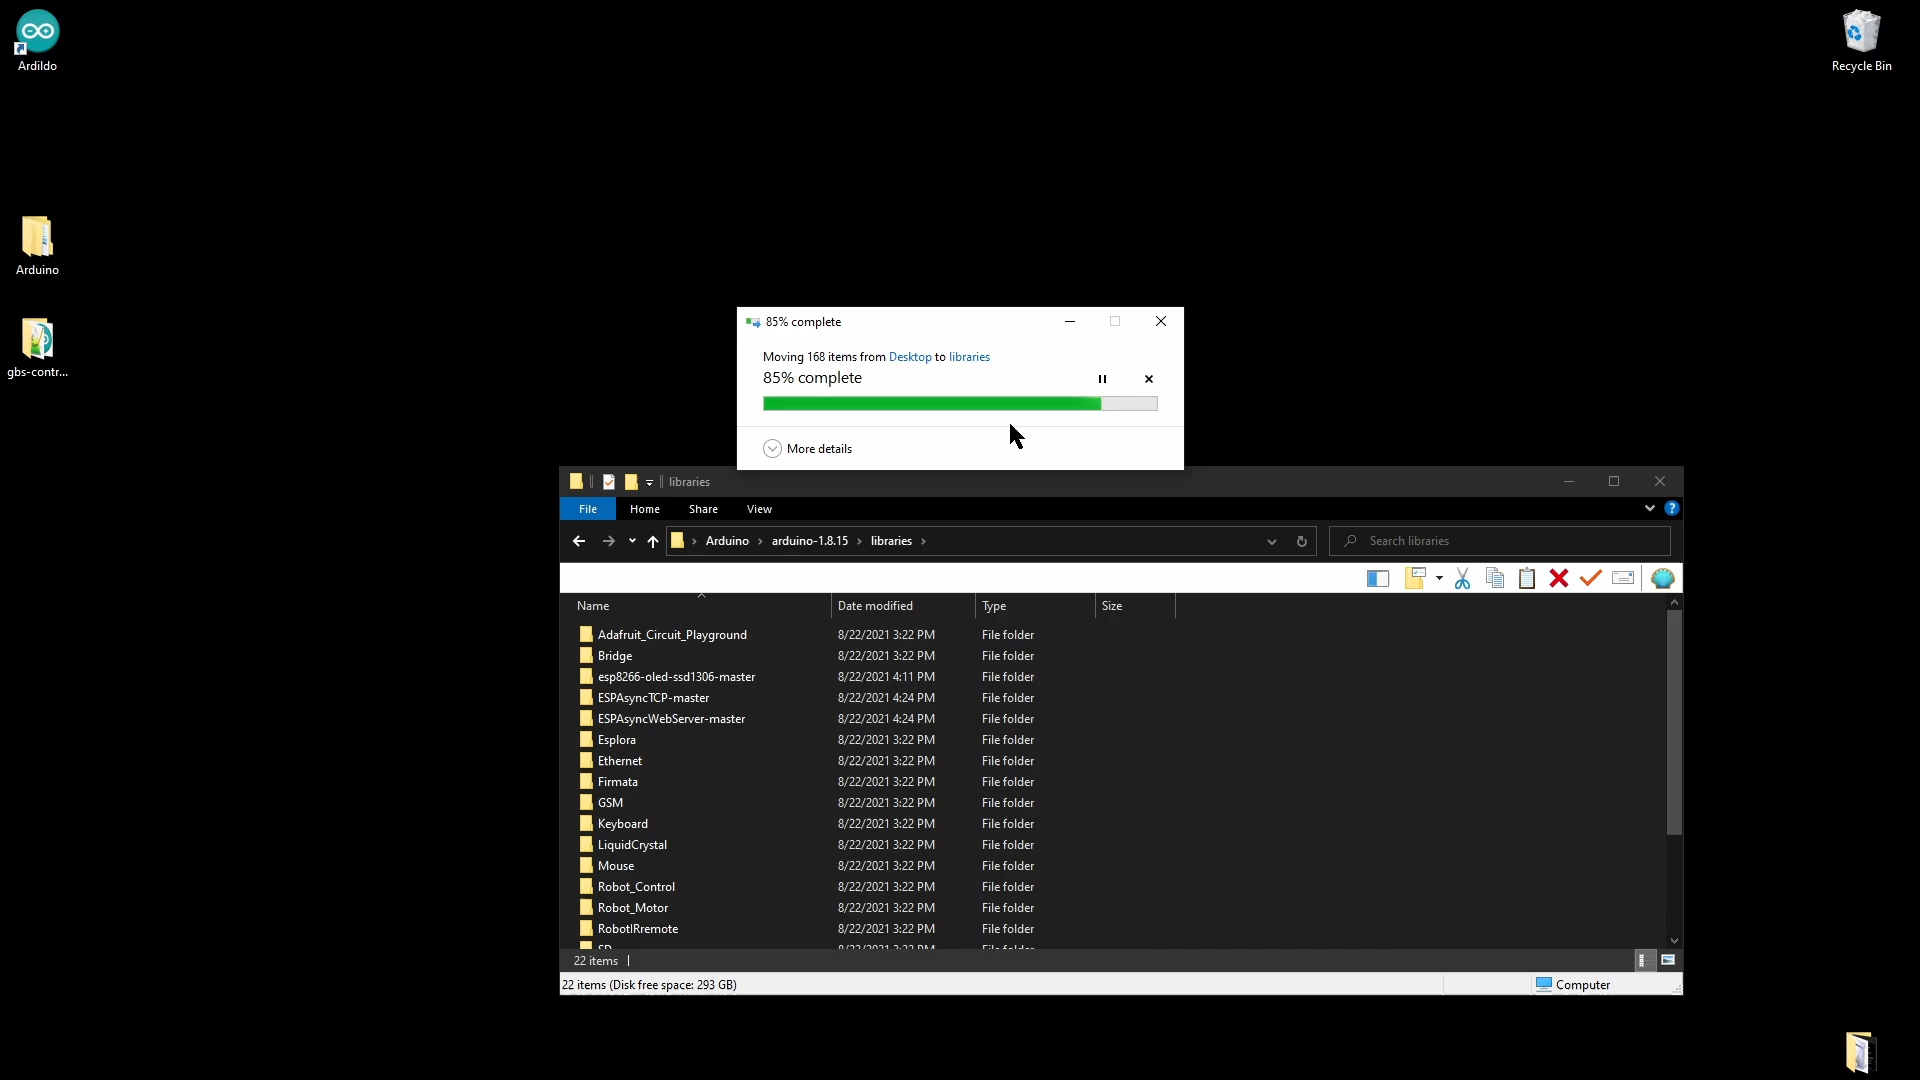 Ardildo
Recycle Bin
Arduino
gbs-contr...
85% complete
Moving 168 items from Desktop to libraries
85% complete
More details
libraries
File Home Share View
Arduino arduino-1.8.15 libraries
Search libraries
Name Date modified Type Size
Adafruit_Circuit_Playground 8/22/2021 3:22 PM File folder
Bridge 8/22/2021 3:22 PM File folder
esp8266-oled-ssd1306-master 8/22/2021 4:11 PM File folder
ESPAsyncTCP-master 8/22/2021 4:24 PM File folder
ESPAsyncWebServer-master 8/22/2021 4:24 PM File folder
Esplora 8/22/2021 3:22 PM File folder
Ethernet 8/22/2021 3:22 PM File folder
Firmata 8/22/2021 3:22 PM File folder
GSM 8/22/2021 3:22 PM File folder
Keyboard 8/22/2021 3:22 PM File folder
LiquidCrystal 8/22/2021 3:22 PM File folder
Mouse 8/22/2021 3:22 PM File folder
Robot_Control 8/22/2021 3:22 PM File folder
Robot_Motor 8/22/2021 3:22 PM File folder
RobotIRremote 8/22/2021 3:22 PM File folder
SD 8/22/2021 3:22 PM File folder
22 items
22 items (Disk free space: 293 GB) Computer